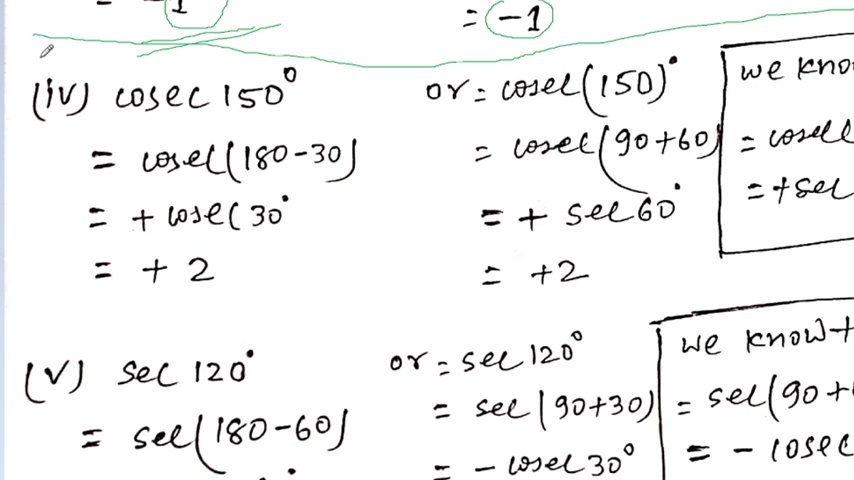 = -1
= -1
(iv) cosec 150°
= cosec(180-30)
= + cosec 30°
= + 2
or = cosec(150)°
= cosec(90+60)
= + sec 60°
= +2
we kno
= cosec
= + sec
(v) sec 120°
= sec(180-60)
or = sec 120°
= sec(90+30)
= - cosec 30°
we know t
= sec(90+
= - cosec